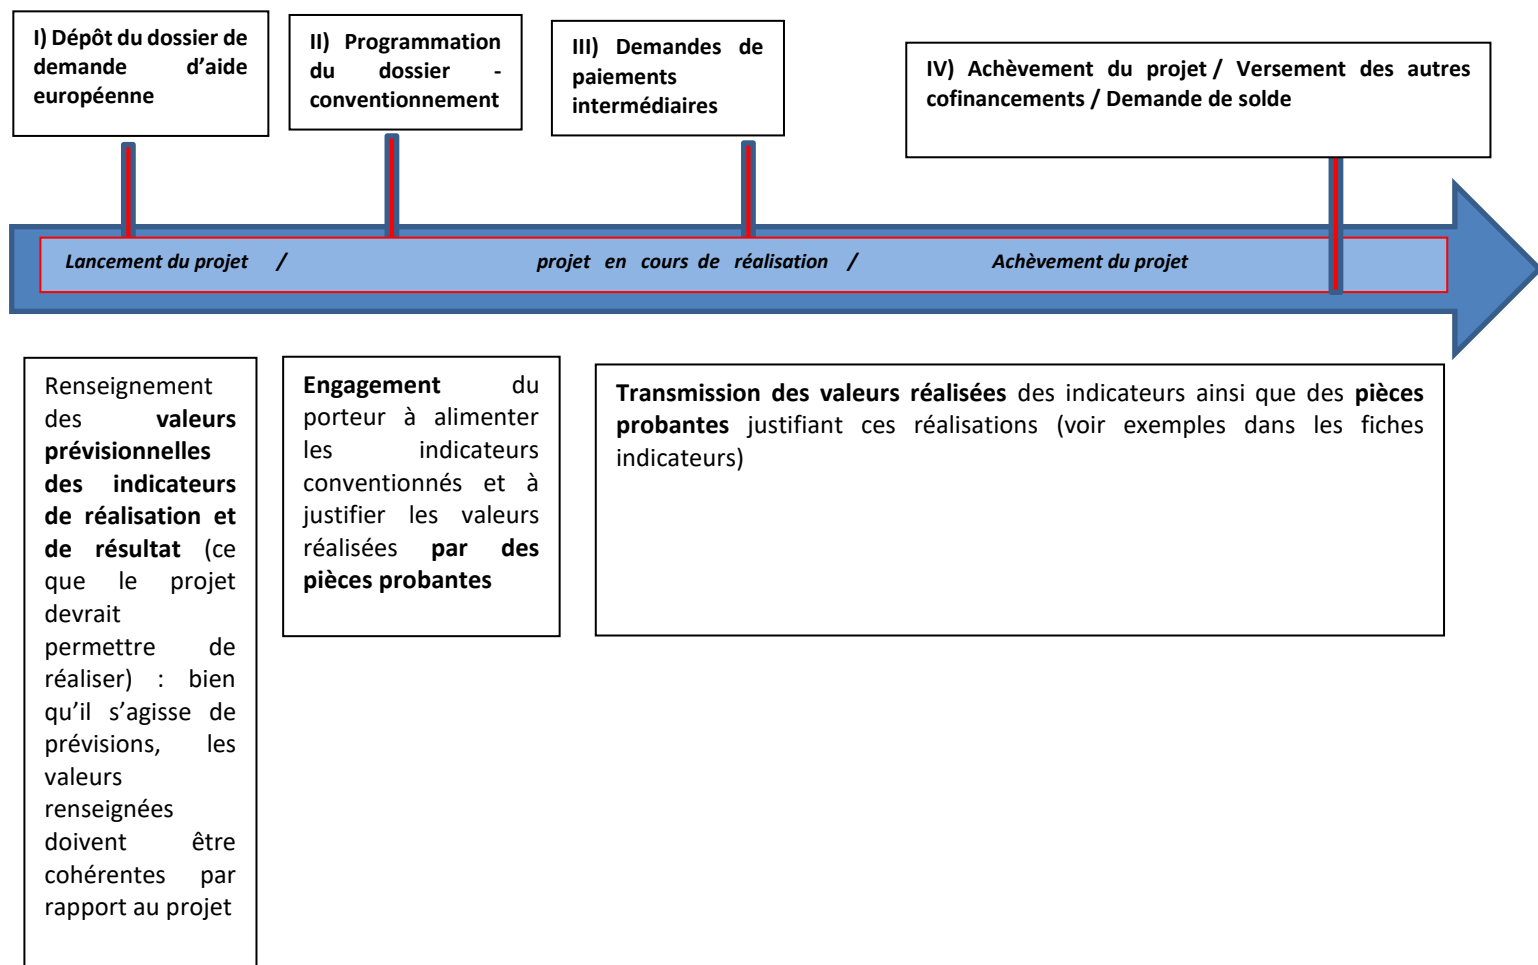 I) Dépôt du dossier de
demande d’aide
européenne
II) Programmation
du dossier -
conventionnement
III) Demandes de
paiements
intermédiaires
IV) Achèvement du projet / Versement des autres
cofinancements / Demande de solde
Lancement du projet / projet en cours de réalisation / Achèvement du projet
Renseignement
des valeurs
prévisionnelles
des indicateurs
de réalisation et
de résultat (ce
que le projet
devrait
permettre de
réaliser) : bien
qu’il s’agisse de
prévisions, les
valeurs
renseignées
doivent être
cohérentes par
rapport au projet
Engagement du
porteur à alimenter
les indicateurs
conventionnés et à
justifier les valeurs
réalisées par des
pièces probantes
Transmission des valeurs réalisées des indicateurs ainsi que des pièces
probantes justifiant ces réalisations (voir exemples dans les fiches
indicateurs)